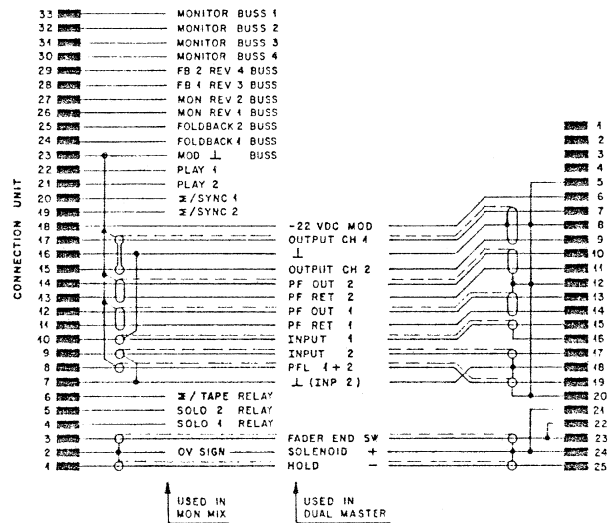 CONNECTION UNIT
33 MONITOR BUSS 1
32 MONITOR BUSS 2
31 MONITOR BUSS 3
30 MONITOR BUSS 4
29 FB 2 REV 4 BUSS
28 FB 1 REV 3 BUSS
27 MON REV 2 BUSS
26 MON REV 1 BUSS
25 FOLDBACK 2 BUSS
24 FOLDBACK 1 BUSS
23 MOD ⊥ BUSS
22 PLAY 1
21 PLAY 2
20 Σ/SYNC 1
19 Σ/SYNC 2
18 -22 VDC MOD
17 OUTPUT CH 1
16 ⊥
15 OUTPUT CH 2
14 PF OUT 2
13 PF RET 2
12 PF OUT 1
11 PF RET 1
10 INPUT 1
9 INPUT 2
8 PFL 1+2
7 ⊥ (INP 2)
6 Σ/TAPE RELAY
5 SOLO 2 RELAY
4 SOLO 1 RELAY
3 FADER END SW
2 OV SIGN SOLENOID +
1 HOLD -
1
2
3
4
5
6
7
8
9
10
11
12
13
14
15
16
17
18
19
20
21
22
23
24
25
USED IN
MON MIX
USED IN
DUAL MASTER